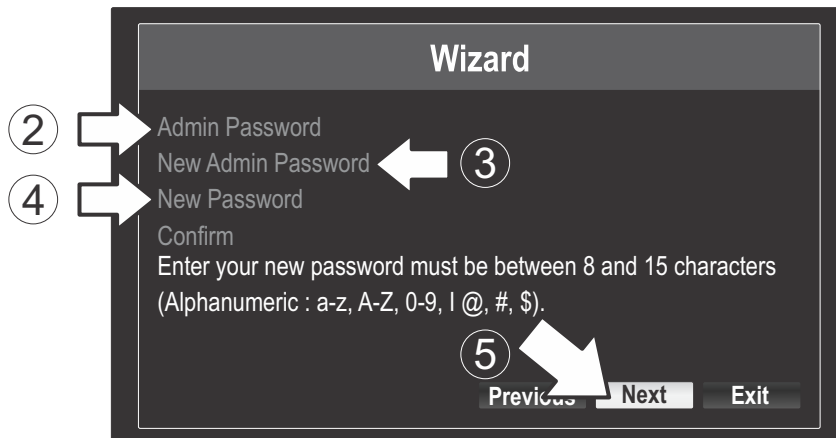 Wizard
② Admin Password
New Admin Password ③
④ New Password
Confirm
Enter your new password must be between 8 and 15 characters
(Alphanumeric : a-z, A-Z, 0-9, I @, #, $).
⑤
Previous Next Exit